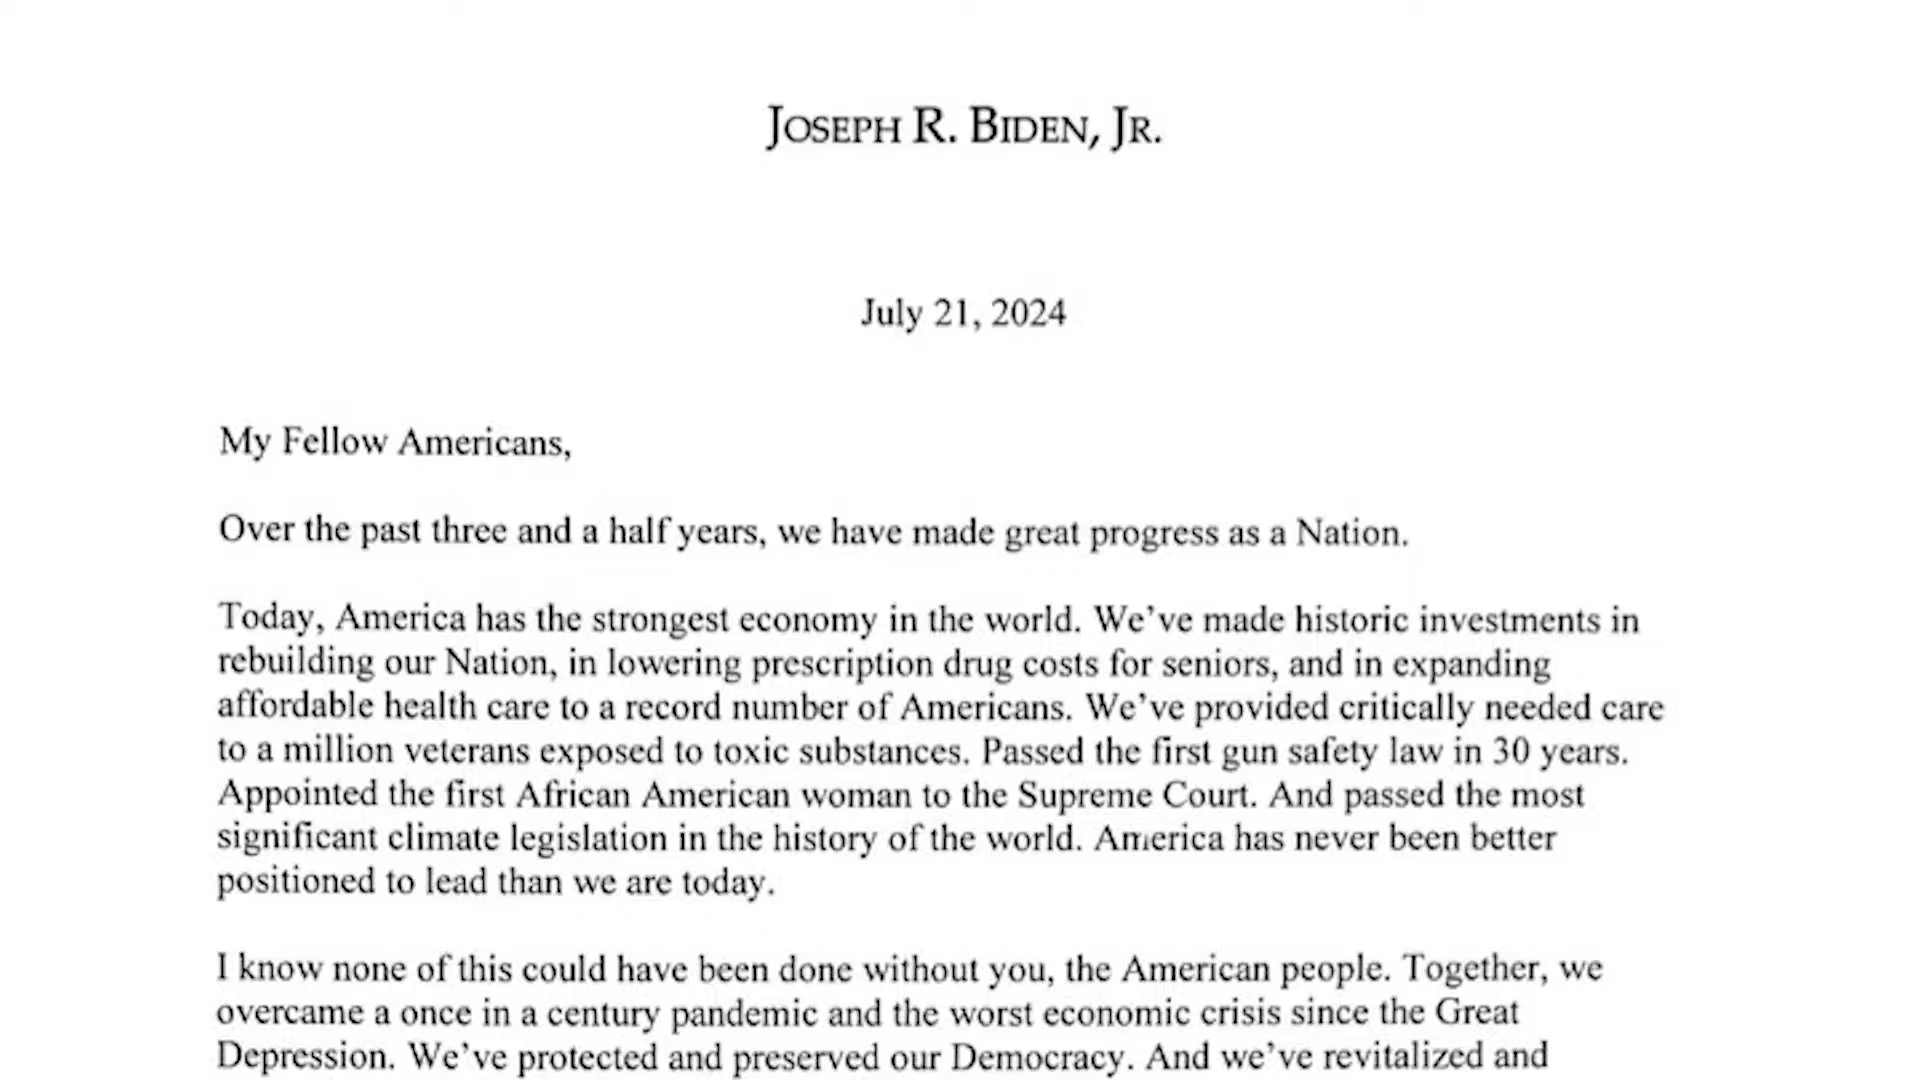 JOSEPH R. BIDEN, JR.
July 21, 2024
My Fellow Americans,
Over the past three and a half years, we have made great progress as a Nation.
Today, America has the strongest economy in the world. We've made historic investments in
rebuilding our Nation, in lowering prescription drug costs for seniors, and in expanding
affordable health care to a record number of Americans. We've provided critically needed care
to a million veterans exposed to toxic substances. Passed the first gun safety law in 30 years.
Appointed the first African American woman to the Supreme Court. And passed the most
significant climate legislation in the history of the world. America has never been better
positioned to lead than we are today.
I know none of this could have been done without you, the American people. Together, we
overcame a once in a century pandemic and the worst economic crisis since the Great
Depression. We've protected and preserved our Democracy. And we've revitalized and